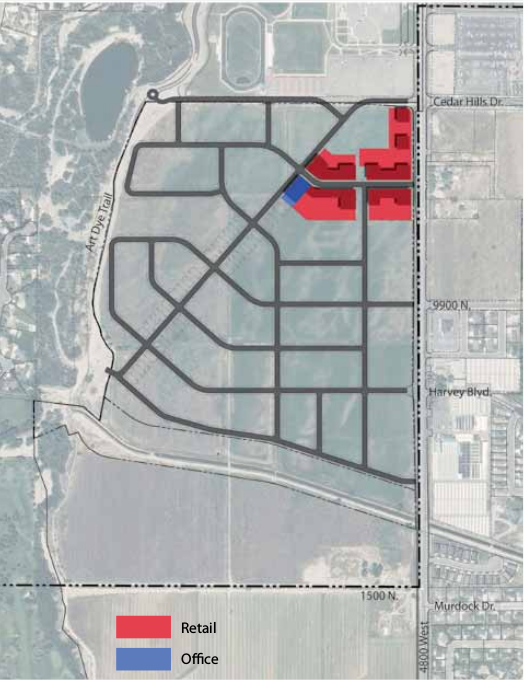 Cedar Hills Dr.
Art Dye Trail
9900 N.
Harvey Blvd.
1500 N.
Murdock Dr.
4800 West
Retail
Office